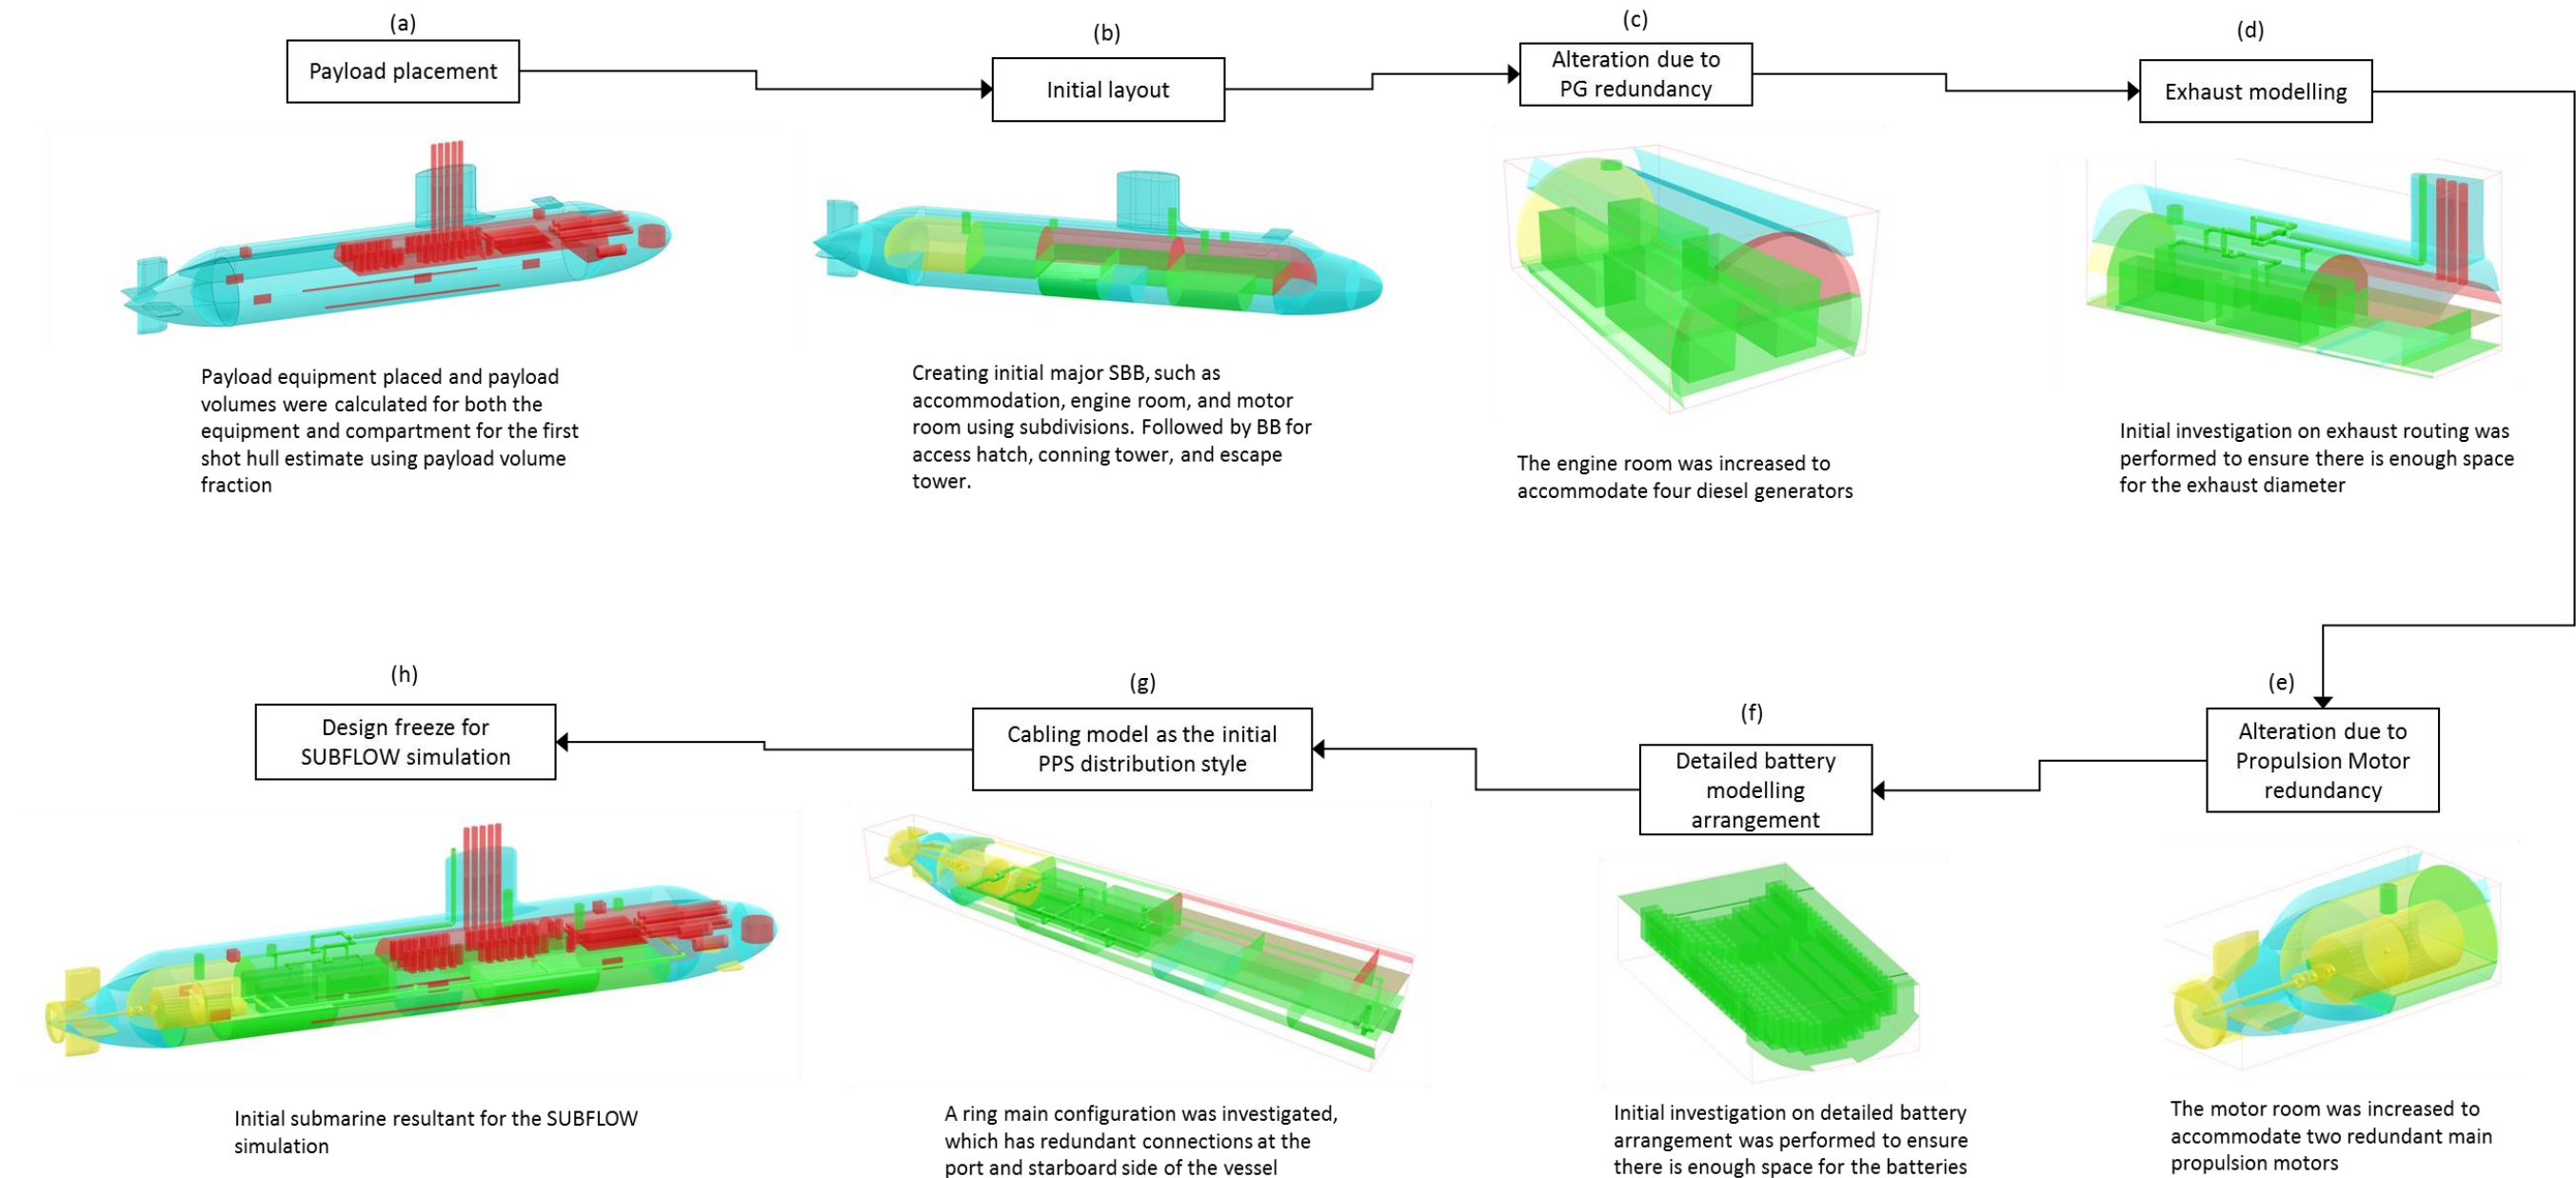 (a)
Payload placement
Payload equipment placed and payload
volumes were calculated for both the
equipment and compartment for the first
shot hull estimate using payload volume
fraction
(b)
Initial layout
Creating initial major SBB, such as
accommodation, engine room, and motor
room using subdivisions. Followed by BB for
access hatch, conning tower, and escape
tower.
(c)
Alteration due to
PG redundancy
The engine room was increased to
accommodate four diesel generators
(d)
Exhaust modelling
Initial investigation on exhaust routing was
performed to ensure there is enough space
for the exhaust diameter
(e)
Alteration due to
Propulsion Motor
redundancy
The motor room was increased to
accommodate two redundant main
propulsion motors
(f)
Detailed battery
modelling
arrangement
Initial investigation on detailed battery
arrangement was performed to ensure
there is enough space for the batteries
(g)
Cabling model as the initial
PPS distribution style
A ring main configuration was investigated,
which has redundant connections at the
port and starboard side of the vessel
(h)
Design freeze for
SUBFLOW simulation
Initial submarine resultant for the SUBFLOW
simulation